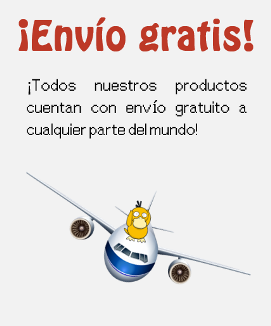 ¡Envío gratis!
¡Todos nuestros productos
cuentan con envío gratuito a
cualquier parte del mundo!